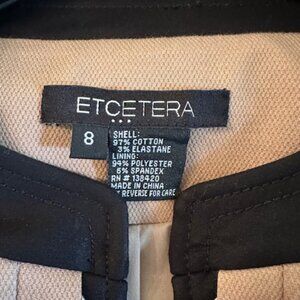 ETCETERA
8
SHELL:
97% COTTON
3% ELASTANE
LINING:
94% POLYESTER
6% SPANDEX
RN # 138420
MADE IN CHINA
REVERSE FOR CARE